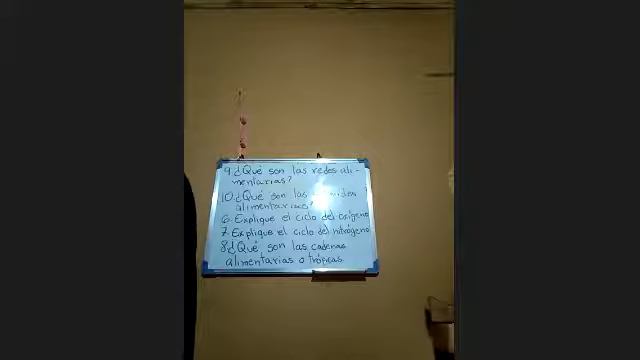 9 ¿Qué son las redes ali-
mentarias?
10 ¿Qué son las
alimentarias?
6. Explique el ciclo del oxígeno
7. Explique el ciclo del nitrógeno
8 ¿Qué son las cadenas
alimentarias o tróficas.